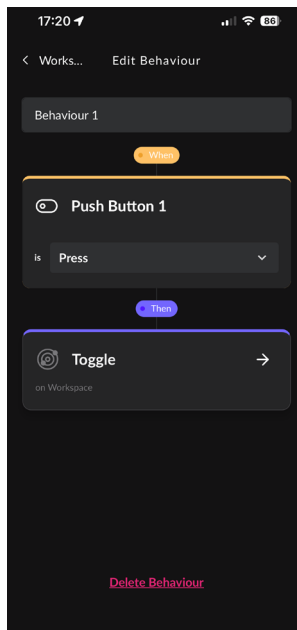 17:20
86
Works...
Edit Behaviour
Behaviour 1
When
Push Button 1
is
Press
Then
Toggle
on Workspace
Delete Behaviour